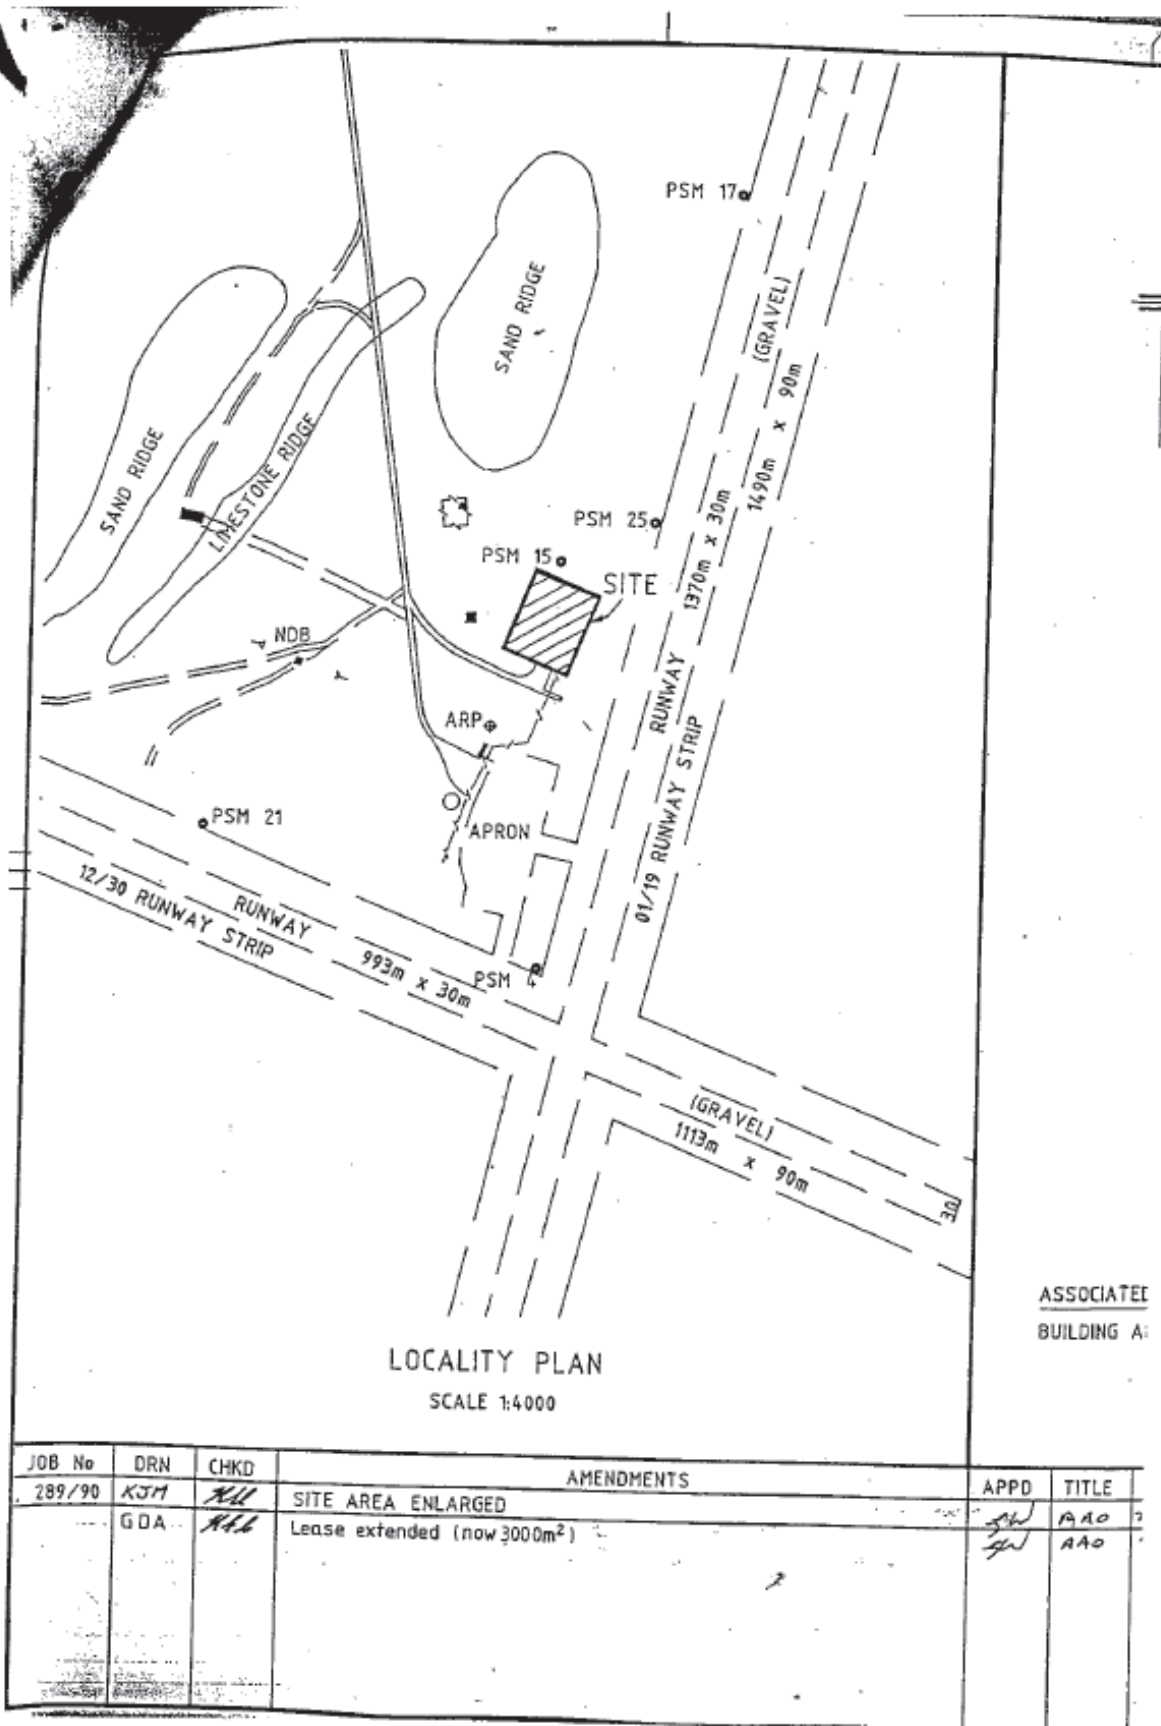 PSM 17
SAND RIDGE
(GRAVEL)
1490m x 90m
SAND RIDGE
LIMESTONE RIDGE
RUNWAY 1370m x 30m
PSM 25
PSM 15
SITE
NDB
ARP
01/19 RUNWAY STRIP
PSM 21
APRON
12/30 RUNWAY STRIP
RUNWAY 993m x 30m
PSM
(GRAVEL)
1113m x 90m
30
ASSOCIATED
BUILDING A
LOCALITY PLAN
SCALE 1:4000
JOB No DRN CHKD AMENDMENTS APPD TITLE
289/90 KJM SITE AREA ENLARGED AAO
GDA Lease extended (now 3000m²) AAO